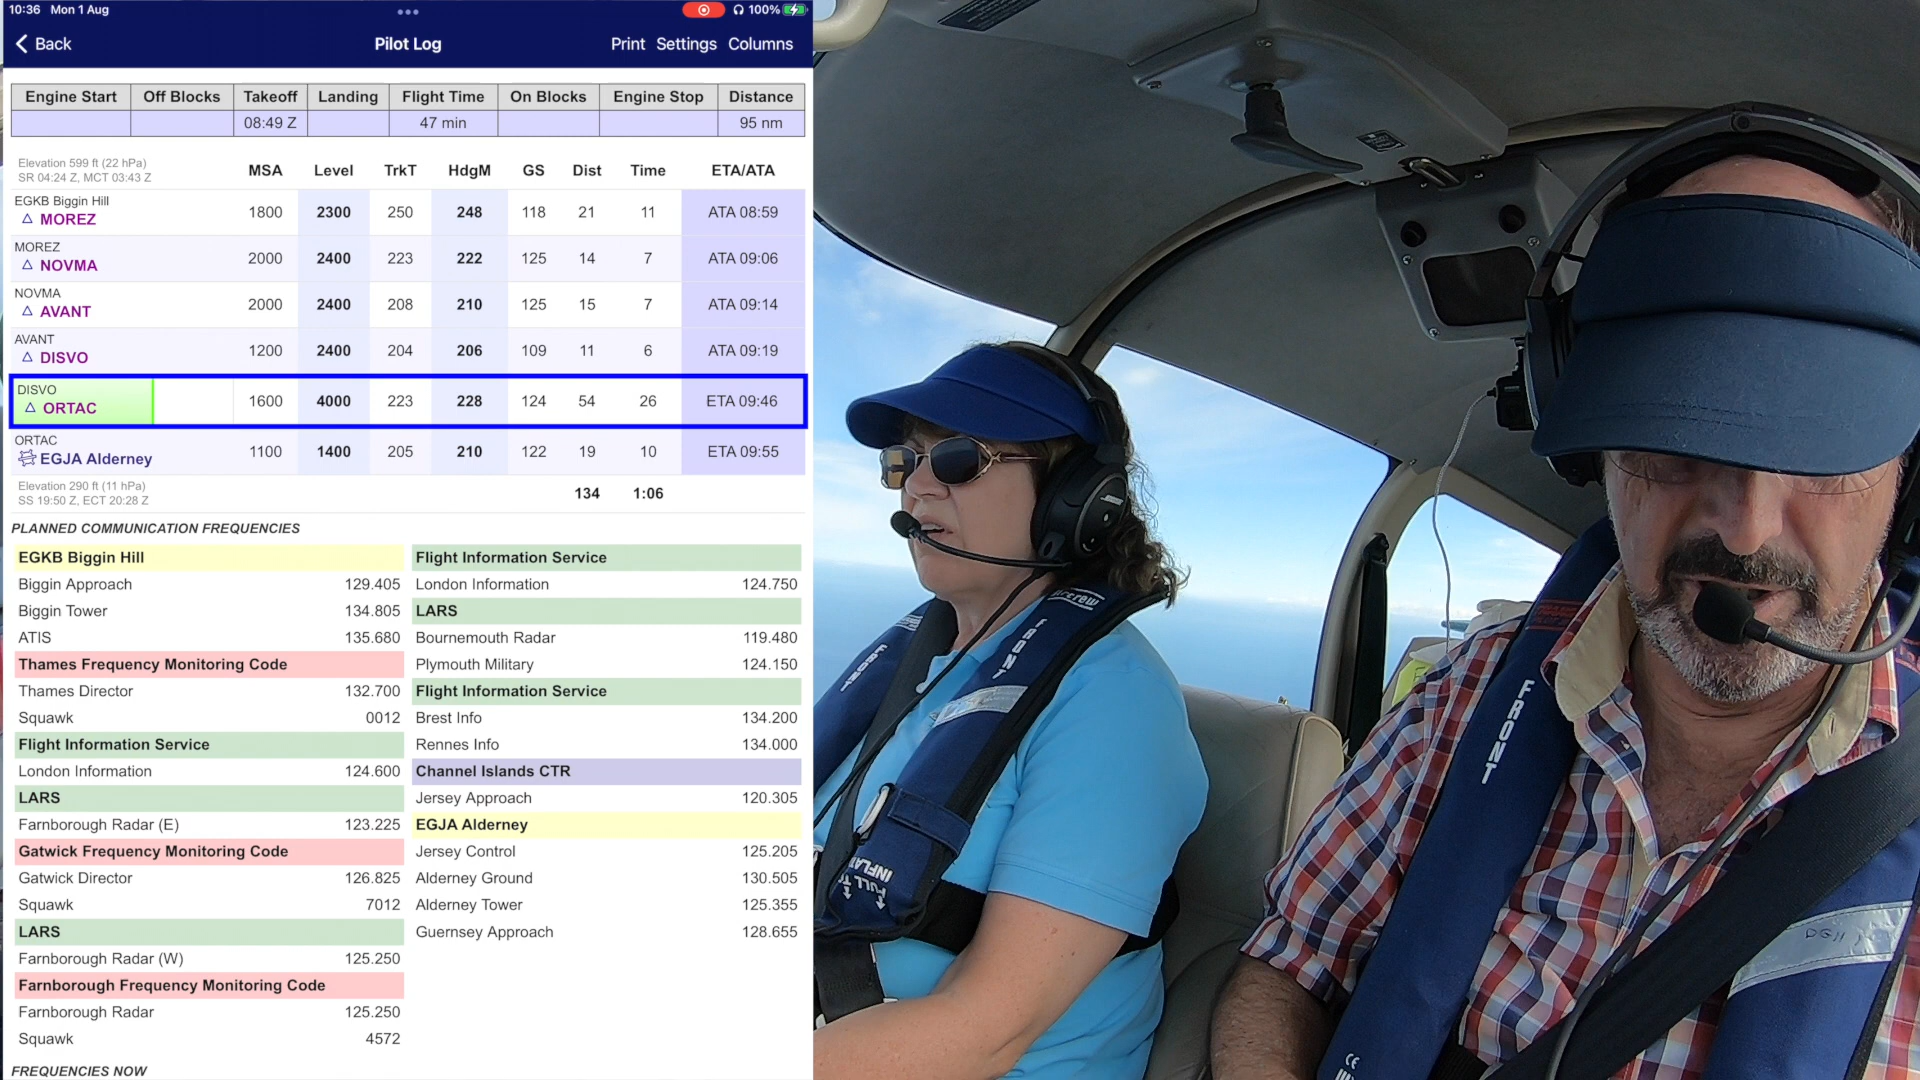 10:36 Mon 1 Aug
100%
Back
Pilot Log
Print Settings Columns
Engine Start Off Blocks Takeoff Landing Flight Time On Blocks Engine Stop Distance
08:49 Z 47 min 95 nm
Elevation 599 ft (22 hPa)
SR 04:24 Z, MCT 03:43 Z
MSA Level TrkT HdgM GS Dist Time ETA/ATA
EGKB Biggin Hill
MOREZ 1800 2300 250 248 118 21 11 ATA 08:59
MOREZ
NOVMA 2000 2400 223 222 125 14 7 ATA 09:06
NOVMA
AVANT 2000 2400 208 210 125 15 7 ATA 09:14
AVANT
DISVO 1200 2400 204 206 109 11 6 ATA 09:19
DISVO
ORTAC 1600 4000 223 228 124 54 26 ETA 09:46
ORTAC
EGJA Alderney 1100 1400 205 210 122 19 10 ETA 09:55
Elevation 290 ft (11 hPa)
SS 19:50 Z, ECT 20:28 Z
134 1:06
PLANNED COMMUNICATION FREQUENCIES
EGKB Biggin Hill
Biggin Approach 129.405
Biggin Tower 134.805
ATIS 135.680
Thames Frequency Monitoring Code
Thames Director 132.700
Squawk 0012
Flight Information Service
London Information 124.600
LARS
Farnborough Radar (E) 123.225
Gatwick Frequency Monitoring Code
Gatwick Director 126.825
Squawk 7012
LARS
Farnborough Radar (W) 125.250
Farnborough Frequency Monitoring Code
Farnborough Radar 125.250
Squawk 4572
Flight Information Service
London Information 124.750
LARS
Bournemouth Radar 119.480
Plymouth Military 124.150
Flight Information Service
Brest Info 134.200
Rennes Info 134.000
Channel Islands CTR
Jersey Approach 120.305
EGJA Alderney
Jersey Control 125.205
Alderney Ground 130.505
Alderney Tower 125.355
Guernsey Approach 128.655
FREQUENCIES NOW
FRONT
FRONT
FRONT